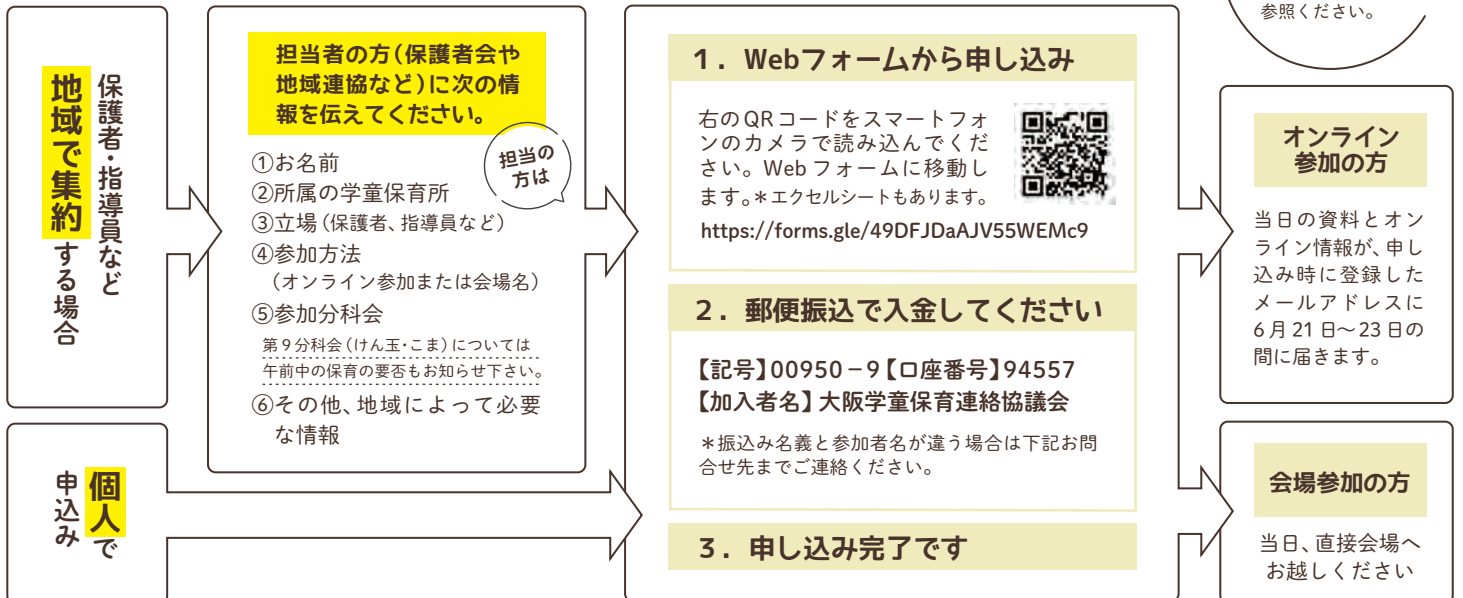 参照ください。
保護者・指導員など
地域で集約する場合
担当者の方(保護者会や
地域連協など)に次の情
報を伝えてください。
①お名前
②所属の学童保育所
③立場(保護者、指導員など)
④参加方法
(オンライン参加または会場名)
⑤参加分科会
第9分科会(けん玉・こま)については
午前中の保育の要否もお知らせ下さい。
⑥その他、地域によって必要
な情報
担当の
方は
個人で
申込み
1. Webフォームから申し込み
右のQRコードをスマートフォ
ンのカメラで読み込んでくだ
さい。Webフォームに移動し
ます。*エクセルシートもあります。
https://forms.gle/49DFJDaAJV55WEMc9
2. 郵便振込で入金してください
【記号】00950-9【口座番号】94557
【加入者名】大阪学童保育連絡協議会
*振込み名義と参加者名が違う場合は下記お問
合せ先までご連絡ください。
3. 申し込み完了です
オンライン
参加の方
当日の資料とオン
ライン情報が、申し
込み時に登録した
メールアドレスに
6月21日~23日の
間に届きます。
会場参加の方
当日、直接会場へ
お越しください